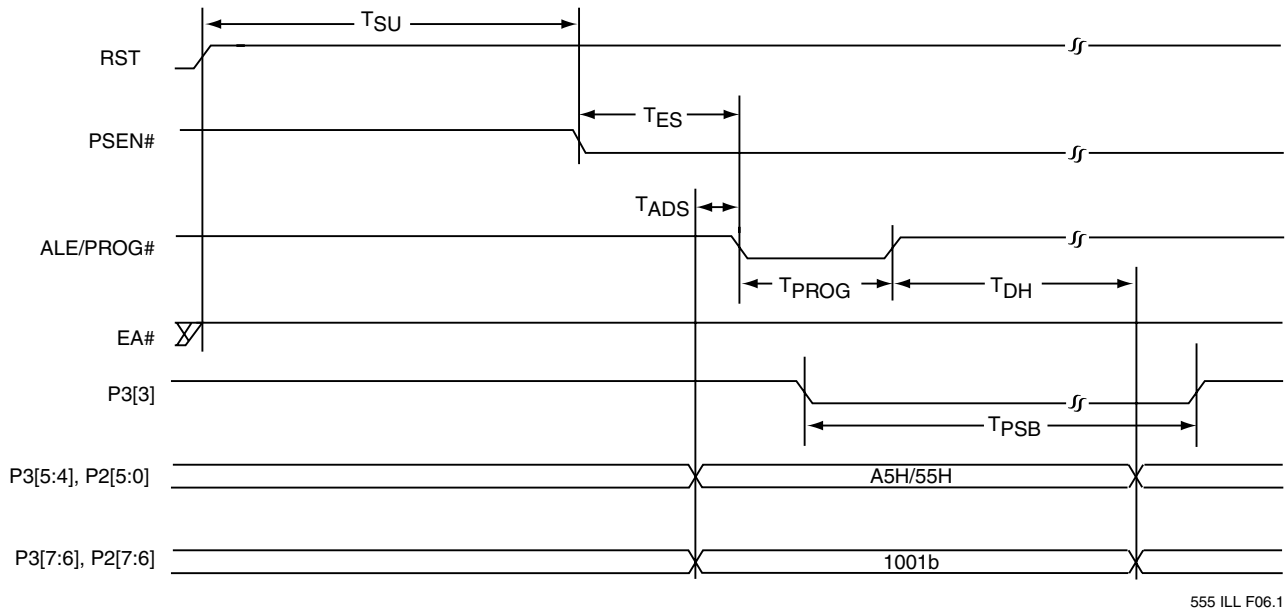 TSU
RST
TES
PSEN#
TADS
ALE/PROG#
TPROG
TDH
EA#
P3[3]
TPSB
P3[5:4], P2[5:0]
A5H/55H
P3[7:6], P2[7:6]
1001b
555 ILL F06.1